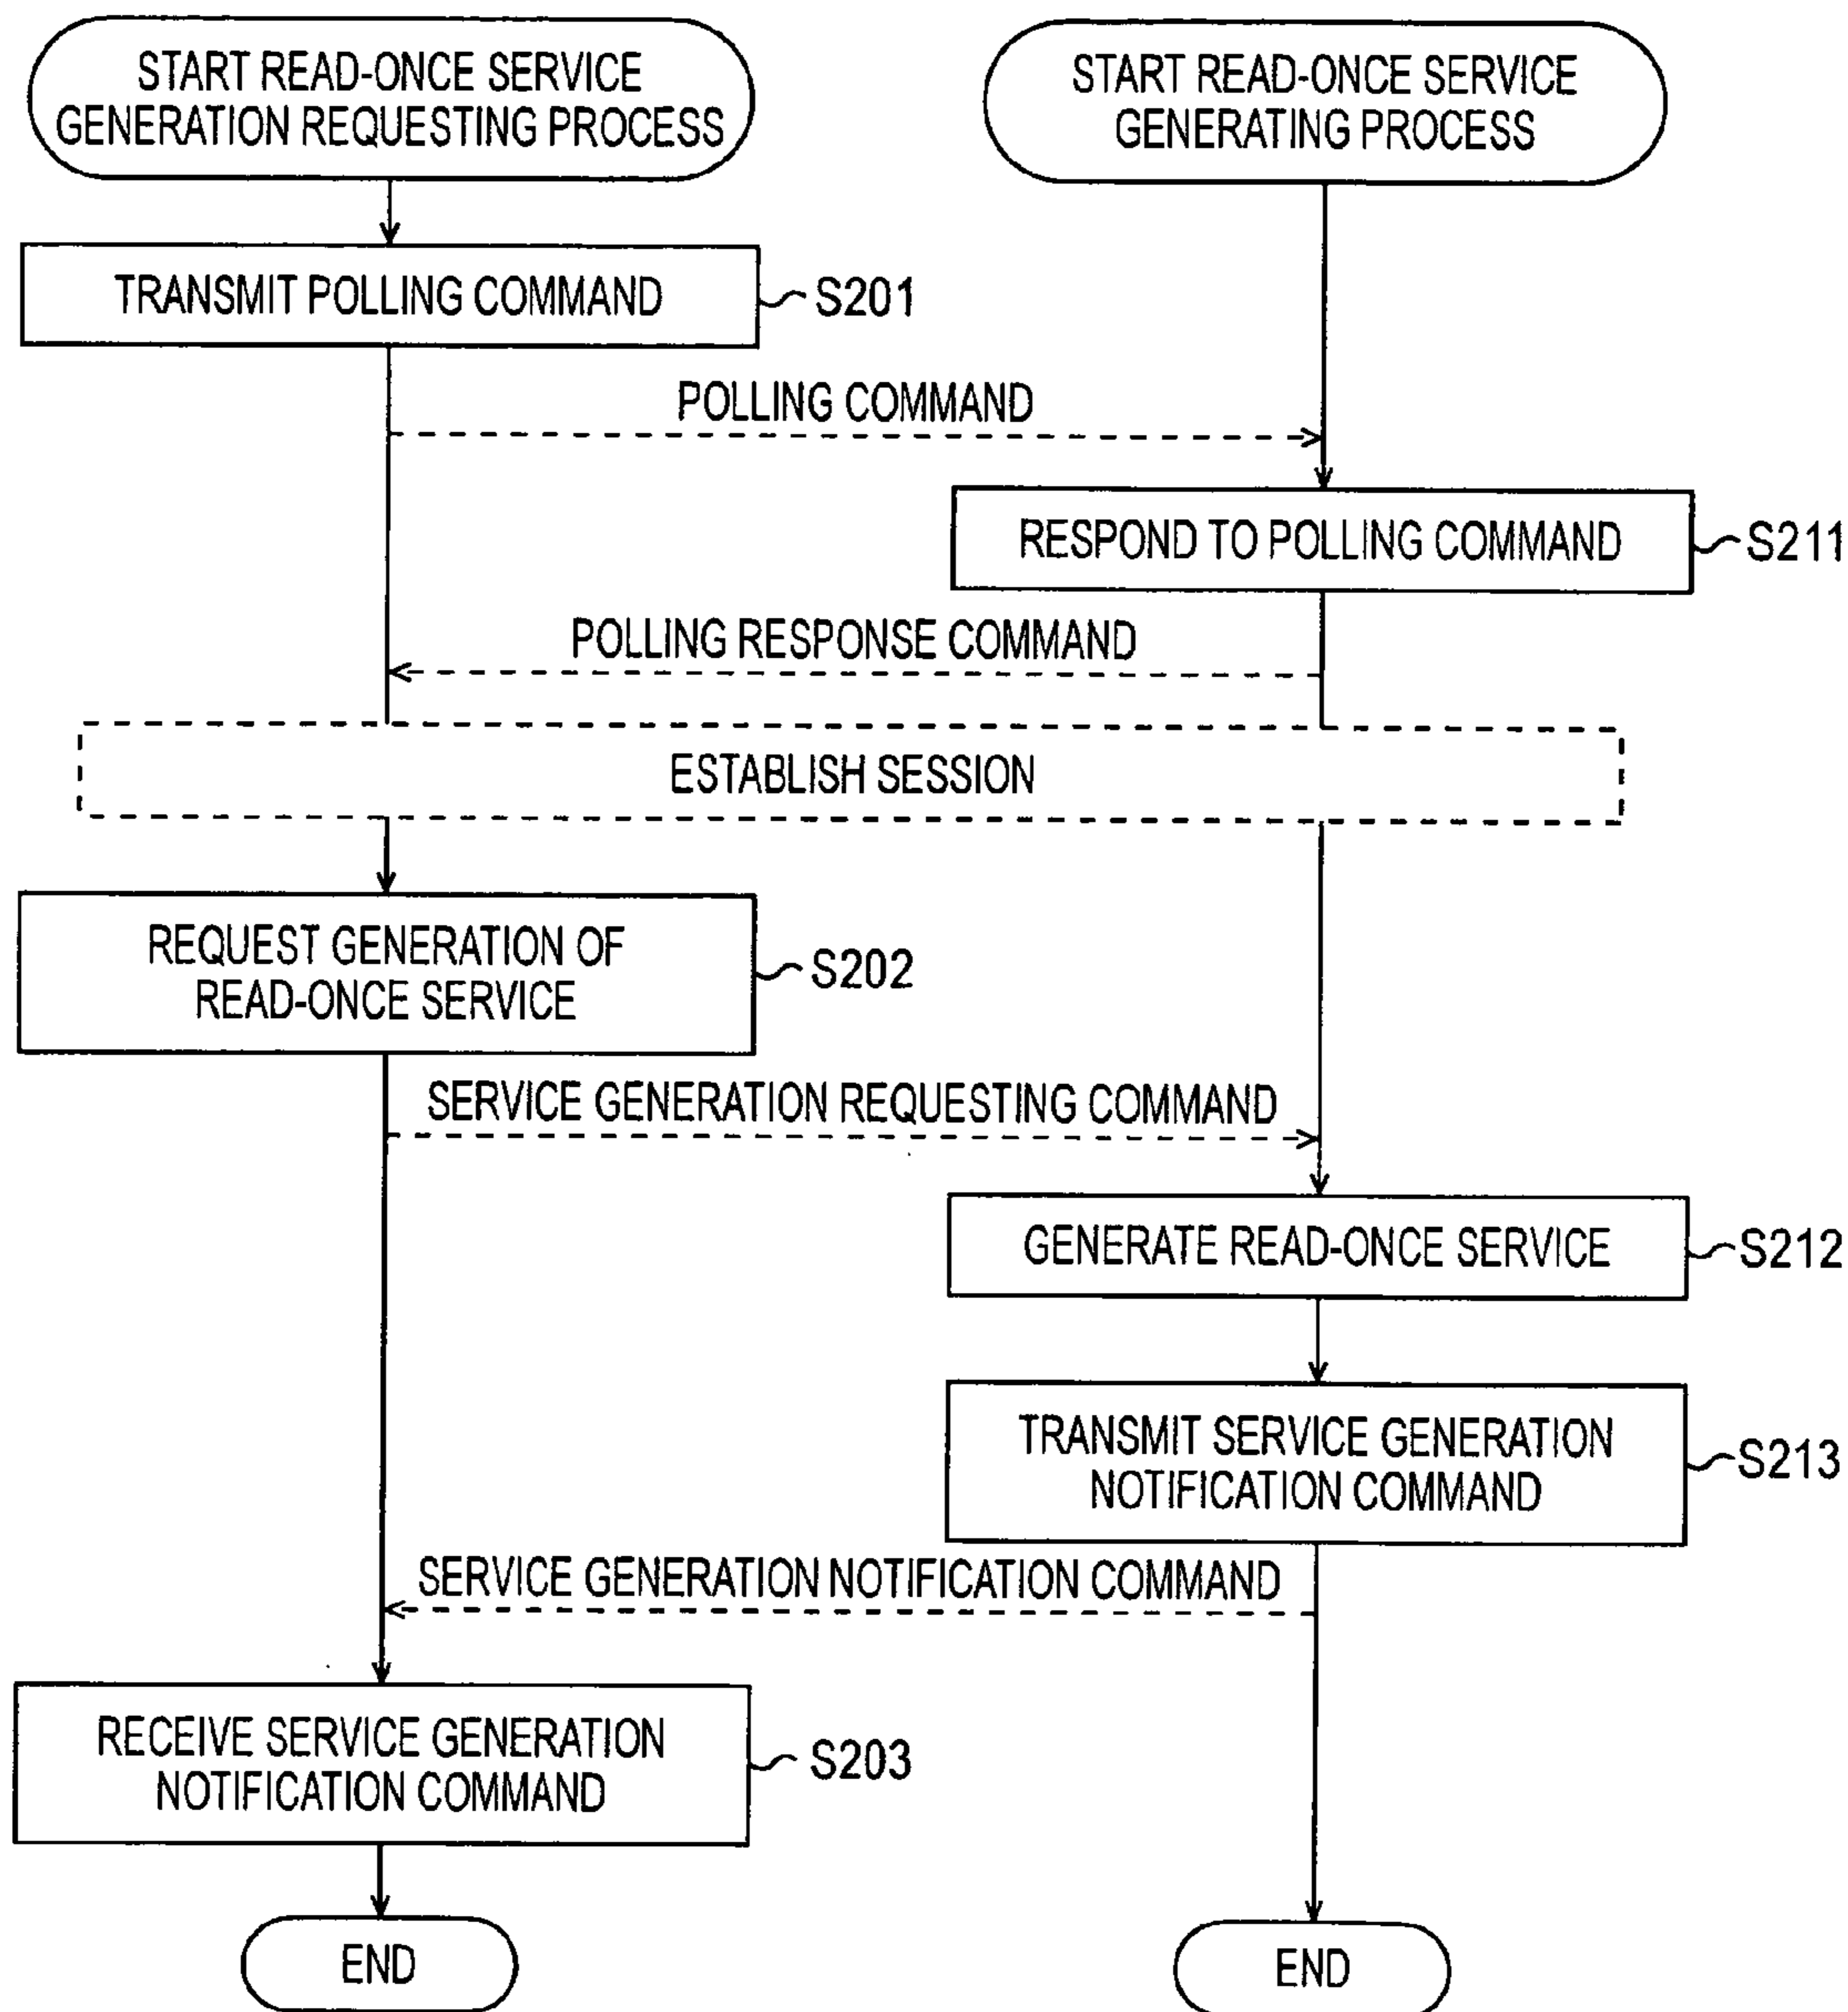 START READ-ONCE SERVICE
GENERATION REQUESTING PROCESS
START READ-ONCE SERVICE
GENERATING PROCESS
TRANSMIT POLLING COMMAND
S201
POLLING COMMAND
RESPOND TO POLLING COMMAND
S211
POLLING RESPONSE COMMAND
ESTABLISH SESSION
REQUEST GENERATION OF
READ-ONCE SERVICE
S202
SERVICE GENERATION REQUESTING COMMAND
GENERATE READ-ONCE SERVICE
S212
TRANSMIT SERVICE GENERATION
NOTIFICATION COMMAND
S213
SERVICE GENERATION NOTIFICATION COMMAND
RECEIVE SERVICE GENERATION
NOTIFICATION COMMAND
S203
END
END